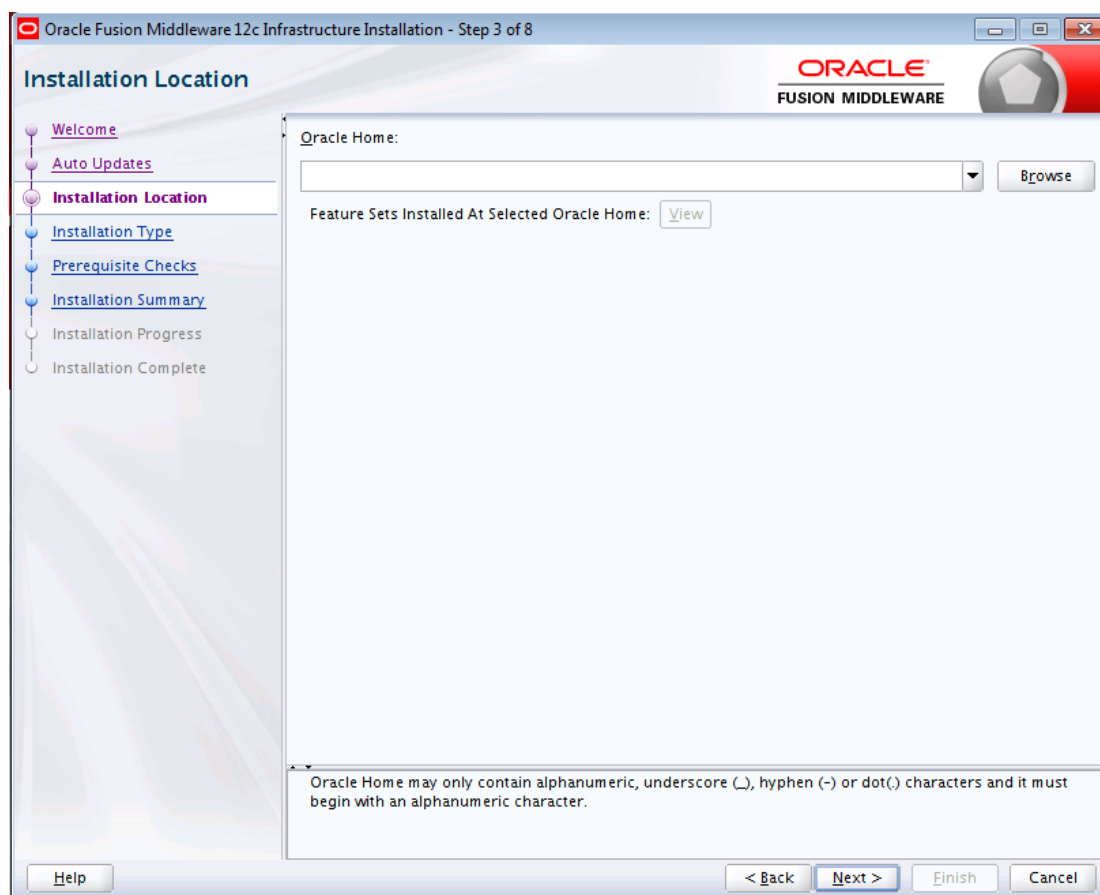 Oracle Fusion Middleware 12c Infrastructure Installation - Step 3 of 8
Installation Location
ORACLE
FUSION MIDDLEWARE
Welcome
Auto Updates
Installation Location
Installation Type
Prerequisite Checks
Installation Summary
Installation Progress
Installation Complete
Oracle Home:
Browse
Feature Sets Installed At Selected Oracle Home: View
Oracle Home may only contain alphanumeric, underscore (_), hyphen (-) or dot(.) characters and it must
begin with an alphanumeric character.
Help < Back Next > Finish Cancel